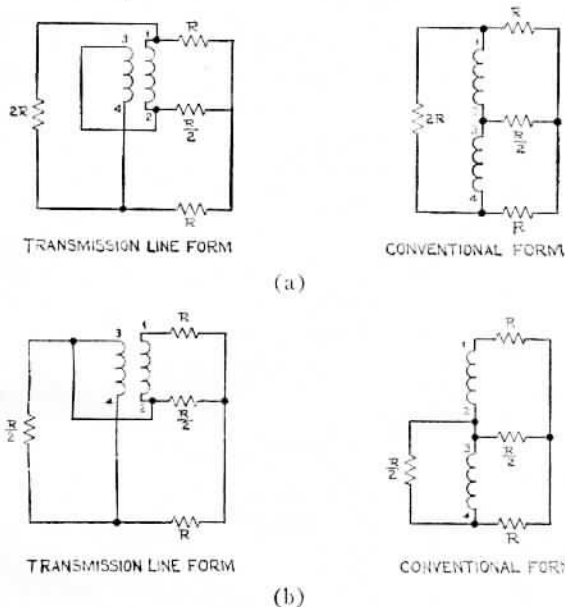 R
3 1
2R
4 2
R/2
R
TRANSMISSION LINE FORM
R
1
2R
R/2
4
R
CONVENTIONAL FORM
(a)
R
3 1
R/2
4 2
R/2
R
TRANSMISSION LINE FORM
R
1
2
3
R/2
R/2
4
R
CONVENTIONAL FORM
(b)